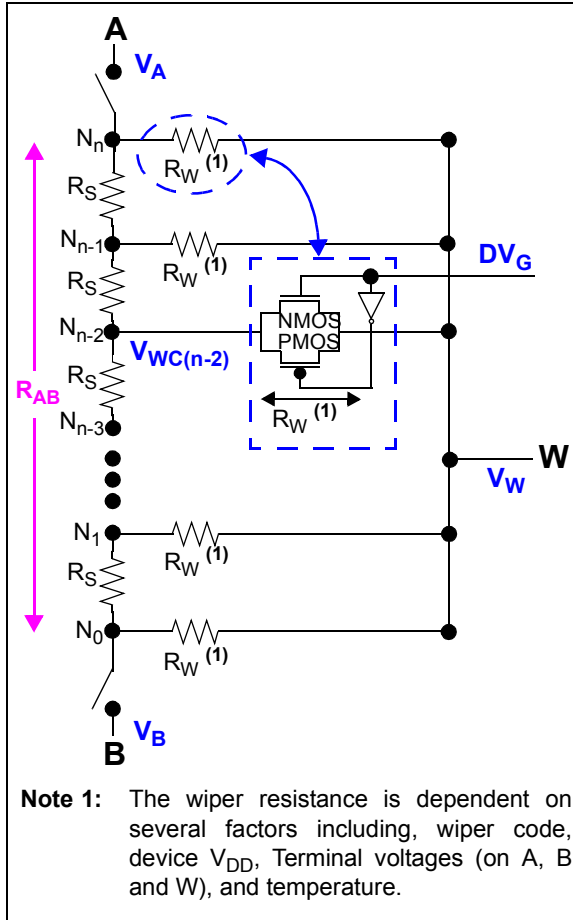 A
V_A
N_n
R_W (1)
R_S
N_n-1
R_W (1)
DV_G
R_S
NMOS
N_n-2
PMOS
V_WC(n-2)
R_AB
R_S
R_W (1)
N_n-3
W
V_W
N_1
R_W (1)
R_S
N_0
R_W (1)
V_B
B
Note 1: The wiper resistance is dependent on
several factors including, wiper code,
device V_DD, Terminal voltages (on A, B
and W), and temperature.